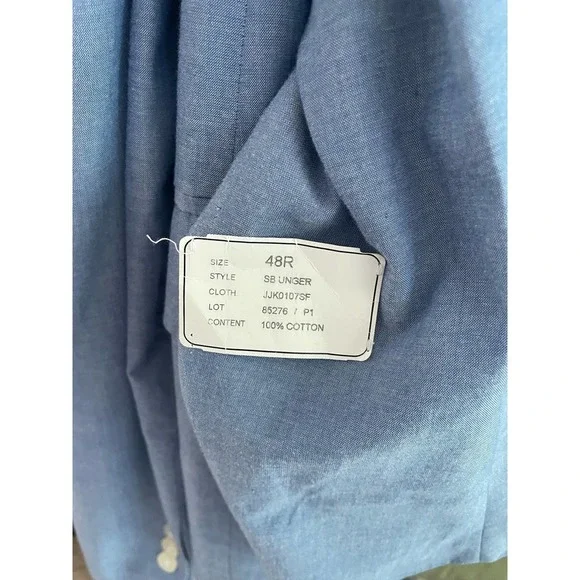 SIZE 48R
STYLE SB UNGER
CLOTH JJK0107SF
LOT 85276 / P1
CONTENT 100% COTTON